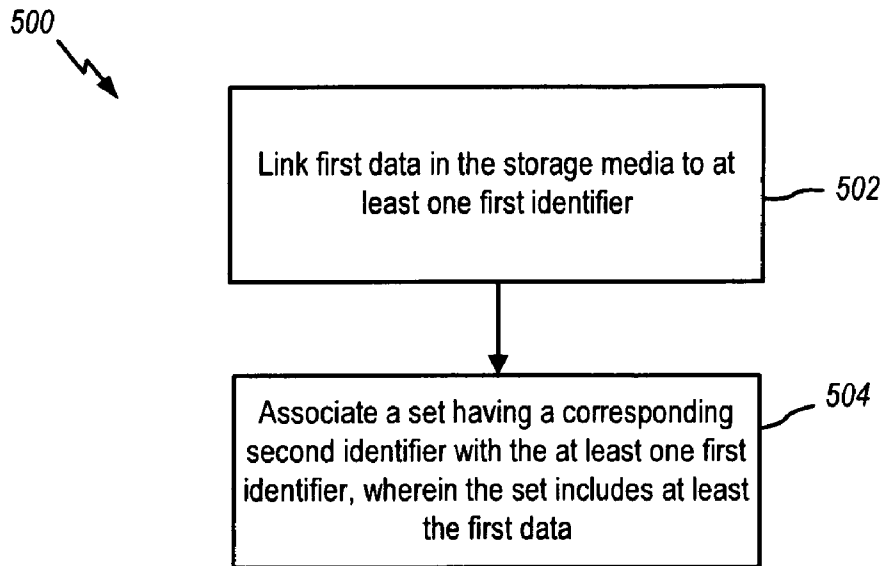 500
Link first data in the storage media to at
least one first identifier
502
Associate a set having a corresponding
second identifier with the at least one first
identifier, wherein the set includes at least
the first data
504